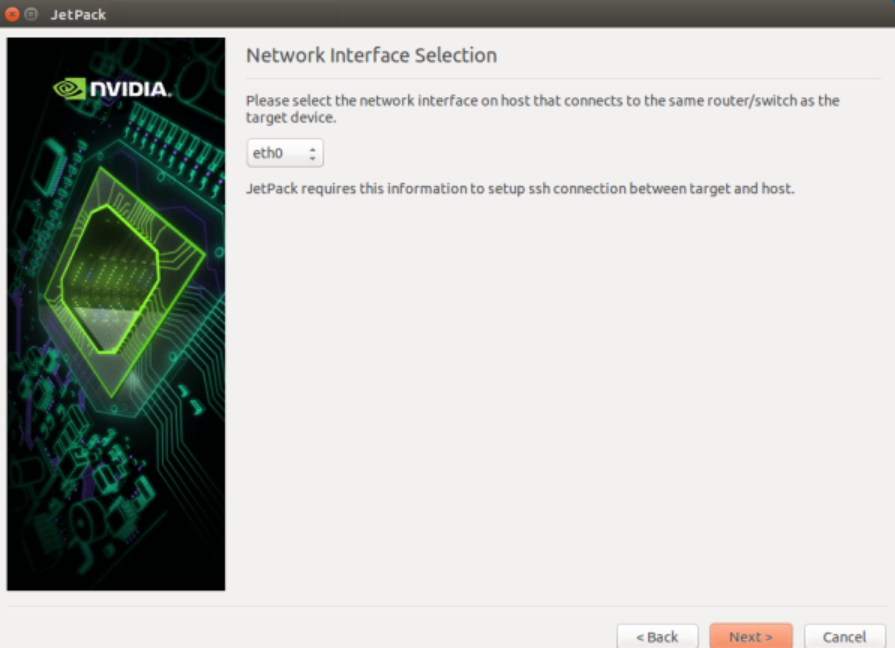 JetPack
NVIDIA.
Network Interface Selection
Please select the network interface on host that connects to the same router/switch as the
target device.
eth0
JetPack requires this information to setup ssh connection between target and host.
< Back
Next >
Cancel